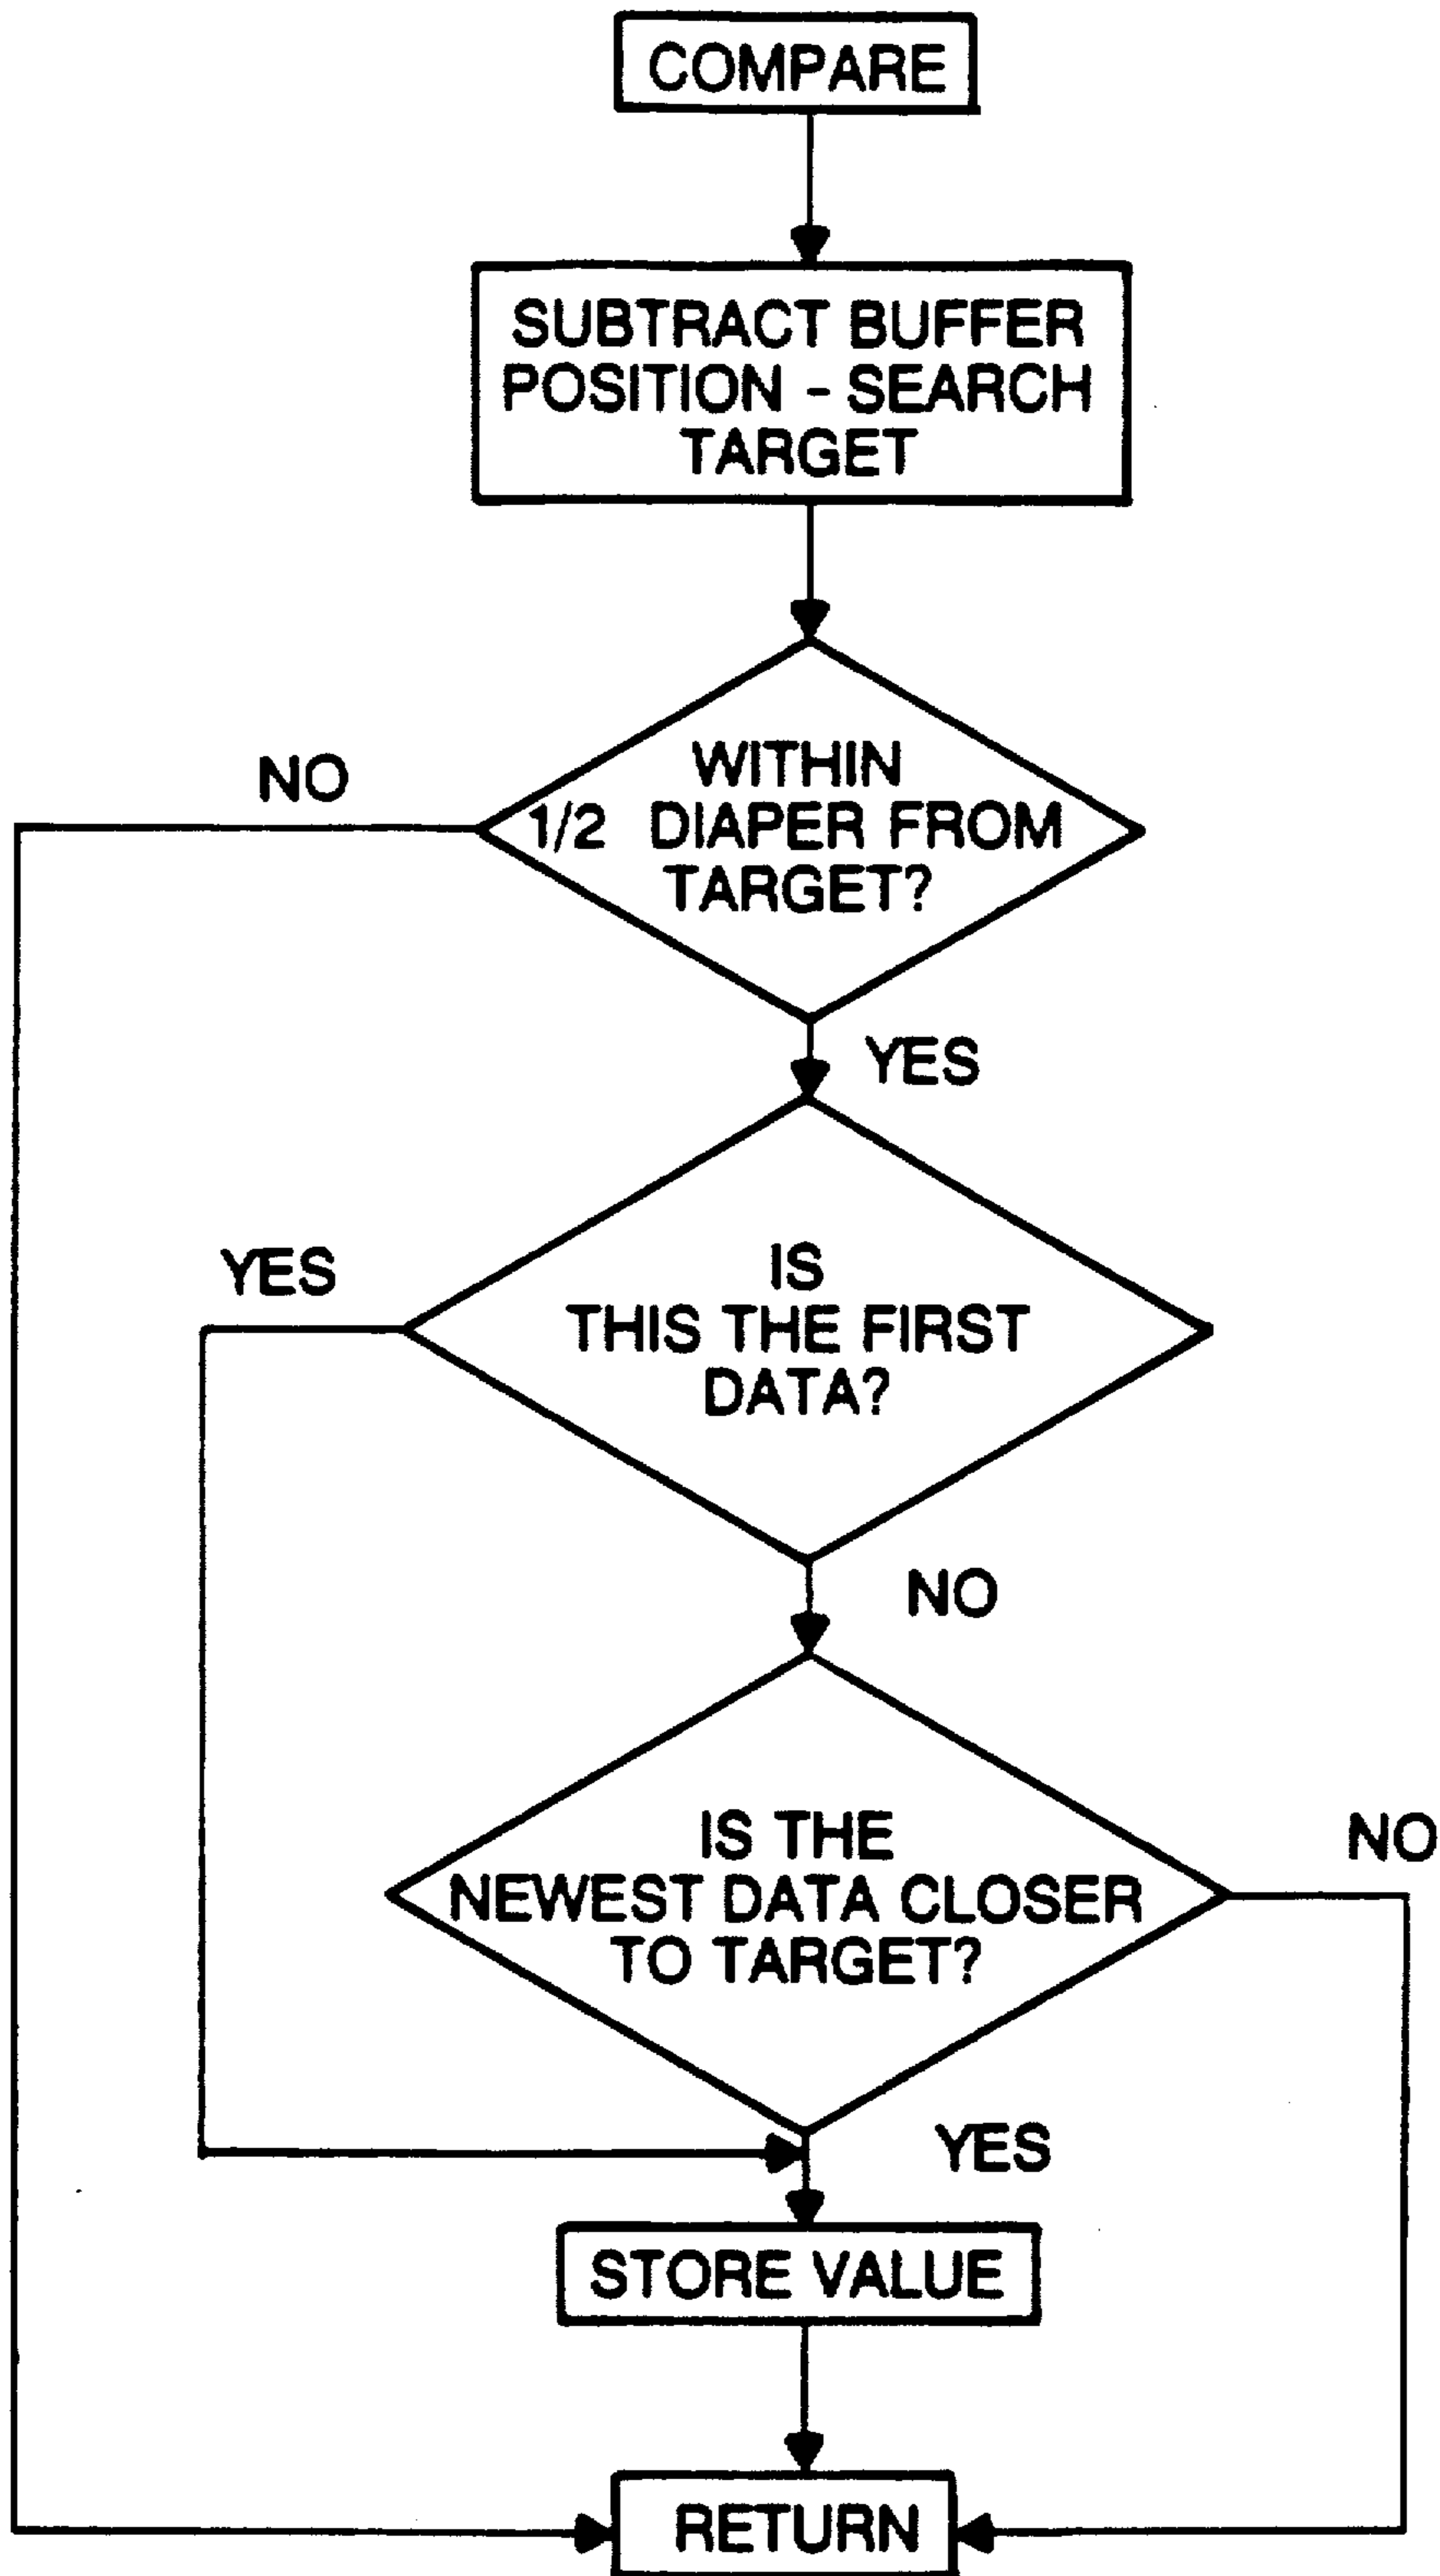 COMPARE
SUBTRACT BUFFER
POSITION - SEARCH
TARGET
NO
WITHIN
1/2 DIAPER FROM
TARGET?
YES
YES
IS
THIS THE FIRST
DATA?
NO
IS THE
NEWEST DATA CLOSER
TO TARGET?
NO
YES
STORE VALUE
RETURN